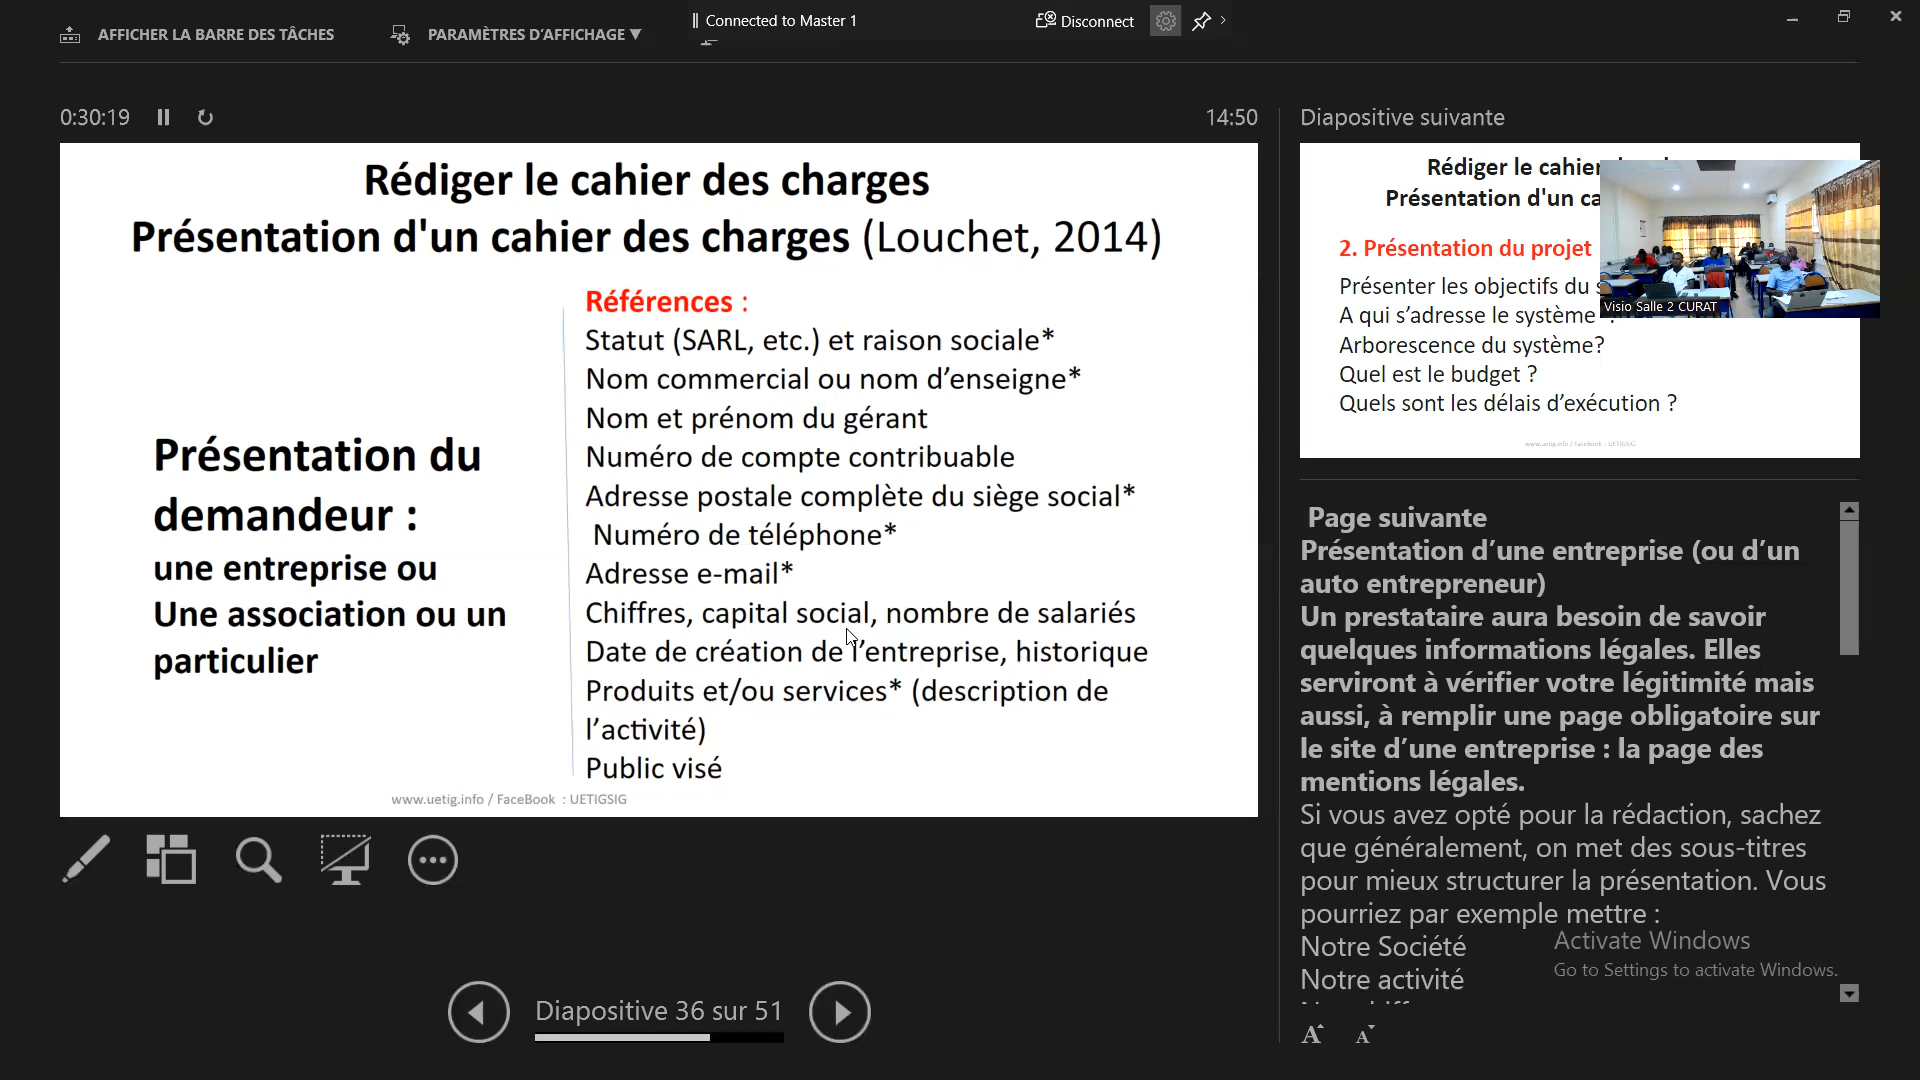 AFFICHER LA BARRE DES TÂCHES
PARAMÈTRES D'AFFICHAGE ▼
Connected to Master 1
Disconnect
0:30:19
14:50
Rédiger le cahier des charges
Présentation d'un cahier des charges (Louchet, 2014)
Présentation du
demandeur :
une entreprise ou
Une association ou un
particulier
Références :
Statut (SARL, etc.) et raison sociale*
Nom commercial ou nom d’enseigne*
Nom et prénom du gérant
Numéro de compte contribuable
Adresse postale complète du siège social*
Numéro de téléphone*
Adresse e-mail*
Chiffres, capital social, nombre de salariés
Date de création de l’entreprise, historique
Produits et/ou services* (description de
l’activité)
Public visé
www.uetig.info / FaceBook : UETIGSIG
Diapositive 36 sur 51
Diapositive suivante
Rédiger le cahier
Présentation d'un
2. Présentation du projet
Présenter les objectifs du
A qui s’adresse le système ?
Arborescence du système?
Quel est le budget ?
Quels sont les délais d’exécution ?
www.uetig.info / FaceBook : UETIGSIG
Visio Salle 2 CURAT
Page suivante
Présentation d’une entreprise (ou d’un
auto entrepreneur)
Un prestataire aura besoin de savoir
quelques informations légales. Elles
serviront à vérifier votre légitimité mais
aussi, à remplir une page obligatoire sur
le site d’une entreprise : la page des
mentions légales.
Si vous avez opté pour la rédaction, sachez
que généralement, on met des sous-titres
pour mieux structurer la présentation. Vous
pourriez par exemple mettre :
Notre Société
Notre activité
Activate Windows
Go to Settings to activate Windows.